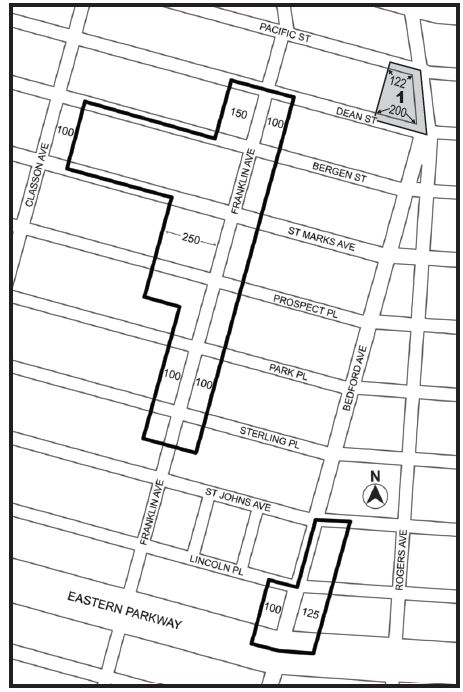 PACIFIC ST
122
1
200
DEAN ST
150
100
100
CLASSON AVE
FRANKLIN AVE
BERGEN ST
250
ST MARKS AVE
PROSPECT PL
BEDFORD AVE
PARK PL
100
100
STERLING PL
N
ST JOHNS AVE
FRANKLIN AVE
ROGERS AVE
LINCOLN PL
EASTERN PARKWAY
100
125